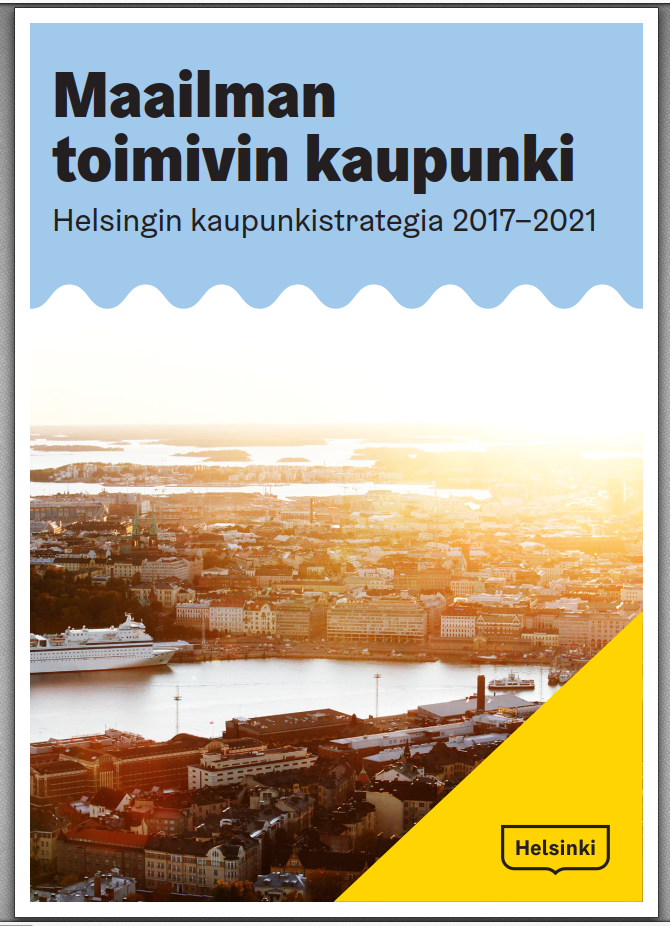 Maailman
toimivin kaupunki
Helsingin kaupunkistrategia 2017–2021
Helsinki